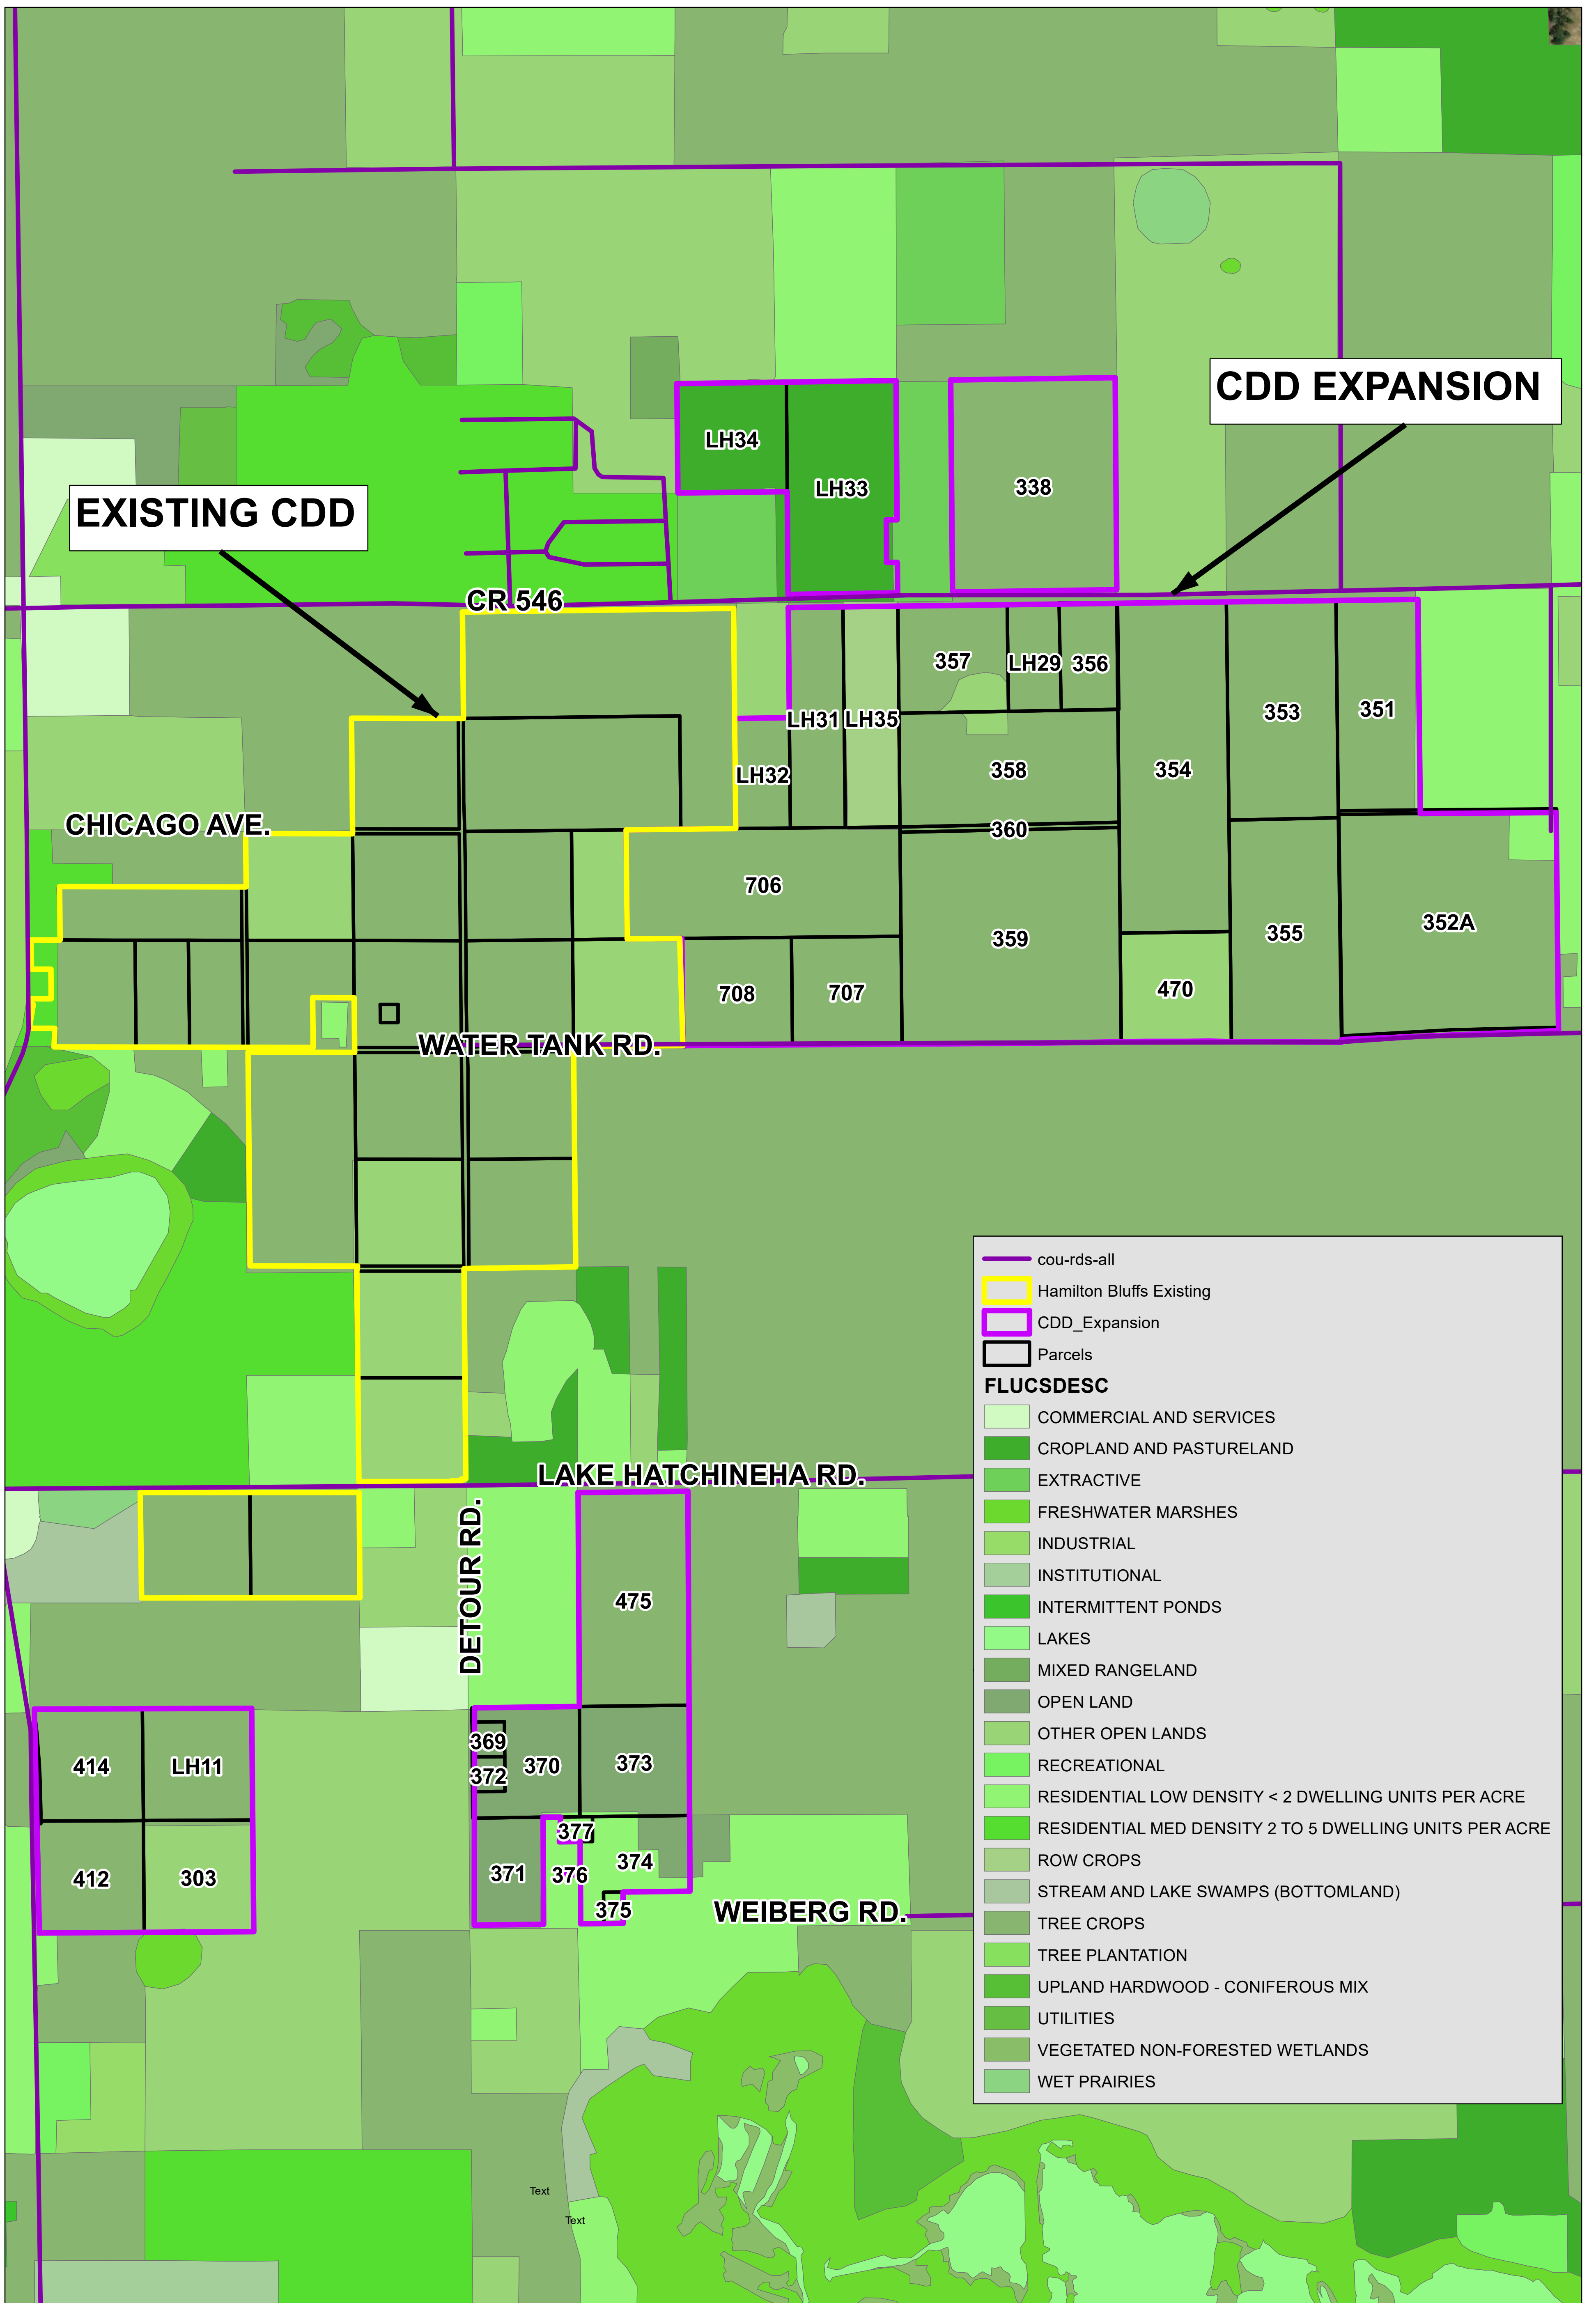 CDD EXPANSION
LH34
LH33
338
EXISTING CDD
CR 546
357
LH29
356
LH31
LH35
353
351
LH32
358
354
CHICAGO AVE.
360
706
359
355
352A
708
707
470
WATER TANK RD.
LAKE HATCHINEHA RD.
DETOUR RD.
475
369
372
370
373
414
LH11
377
371
376
374
412
303
375
WEIBERG RD.
Text
Text
cou-rds-all
Hamilton Bluffs Existing
CDD_Expansion
Parcels
FLUCSDESC
COMMERCIAL AND SERVICES
CROPLAND AND PASTURELAND
EXTRACTIVE
FRESHWATER MARSHES
INDUSTRIAL
INSTITUTIONAL
INTERMITTENT PONDS
LAKES
MIXED RANGELAND
OPEN LAND
OTHER OPEN LANDS
RECREATIONAL
RESIDENTIAL LOW DENSITY < 2 DWELLING UNITS PER ACRE
RESIDENTIAL MED DENSITY 2 TO 5 DWELLING UNITS PER ACRE
ROW CROPS
STREAM AND LAKE SWAMPS (BOTTOMLAND)
TREE CROPS
TREE PLANTATION
UPLAND HARDWOOD - CONIFEROUS MIX
UTILITIES
VEGETATED NON-FORESTED WETLANDS
WET PRAIRIES